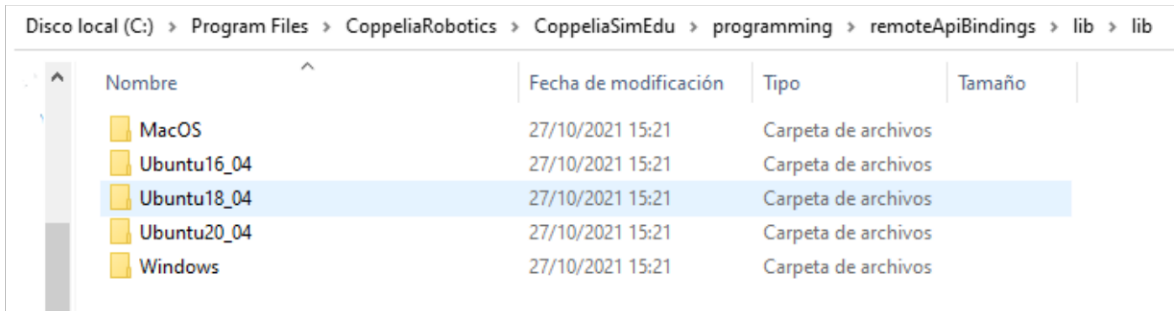 Disco local (C:) > Program Files > CoppeliaRobotics > CoppeliaSimEdu > programming > remoteApiBindings > lib > lib
Nombre Fecha de modificación Tipo Tamaño
MacOS 27/10/2021 15:21 Carpeta de archivos
Ubuntu16_04 27/10/2021 15:21 Carpeta de archivos
Ubuntu18_04 27/10/2021 15:21 Carpeta de archivos
Ubuntu20_04 27/10/2021 15:21 Carpeta de archivos
Windows 27/10/2021 15:21 Carpeta de archivos